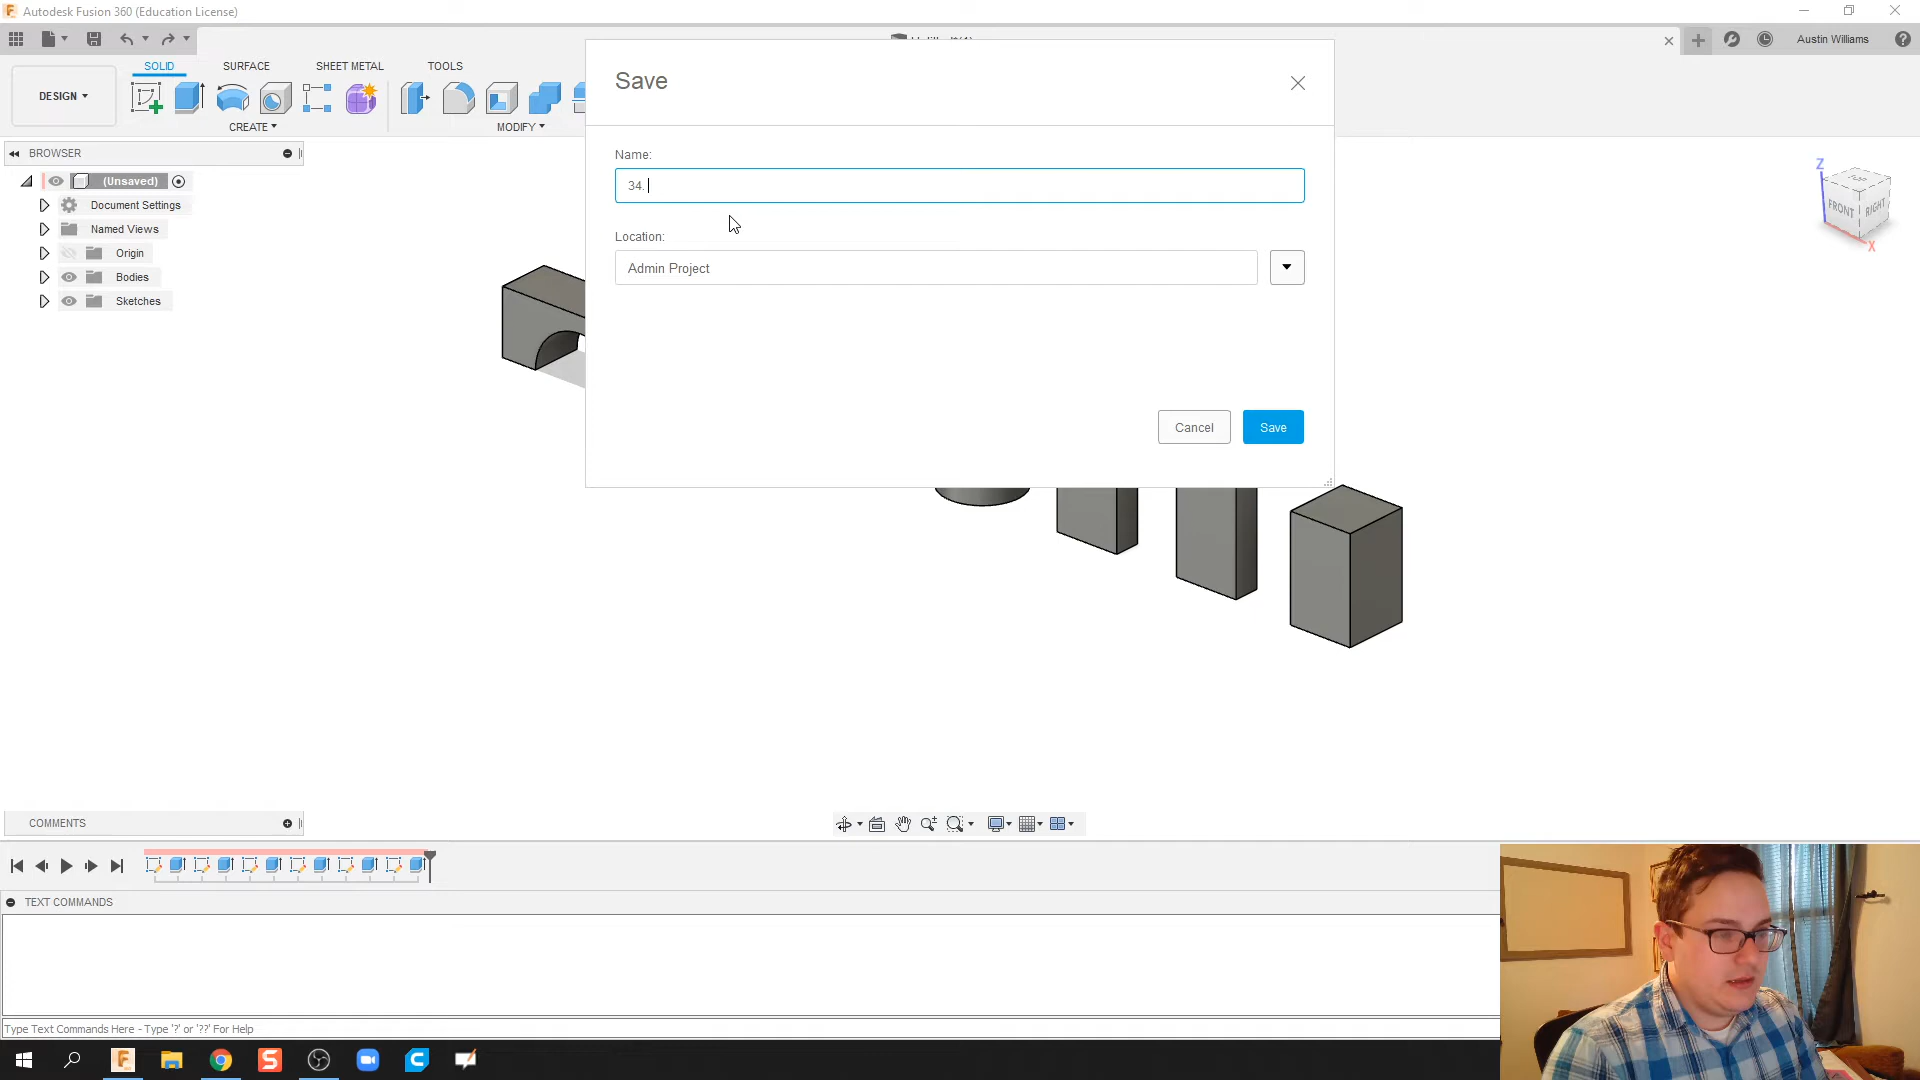 Autodesk Fusion 360 (Education License)
Austin Williams
DESIGN
SOLID
SURFACE
SHEET METAL
TOOLS
CREATE
MODIFY
BROWSER
(Unsaved)
Document Settings
Named Views
Origin
Bodies
Sketches
Save
Name:
34.
Location:
Admin Project
Cancel
Save
Z
TOP
FRONT
RIGHT
X
COMMENTS
TEXT COMMANDS
Type Text Commands Here - Type '?' or '??' For Help